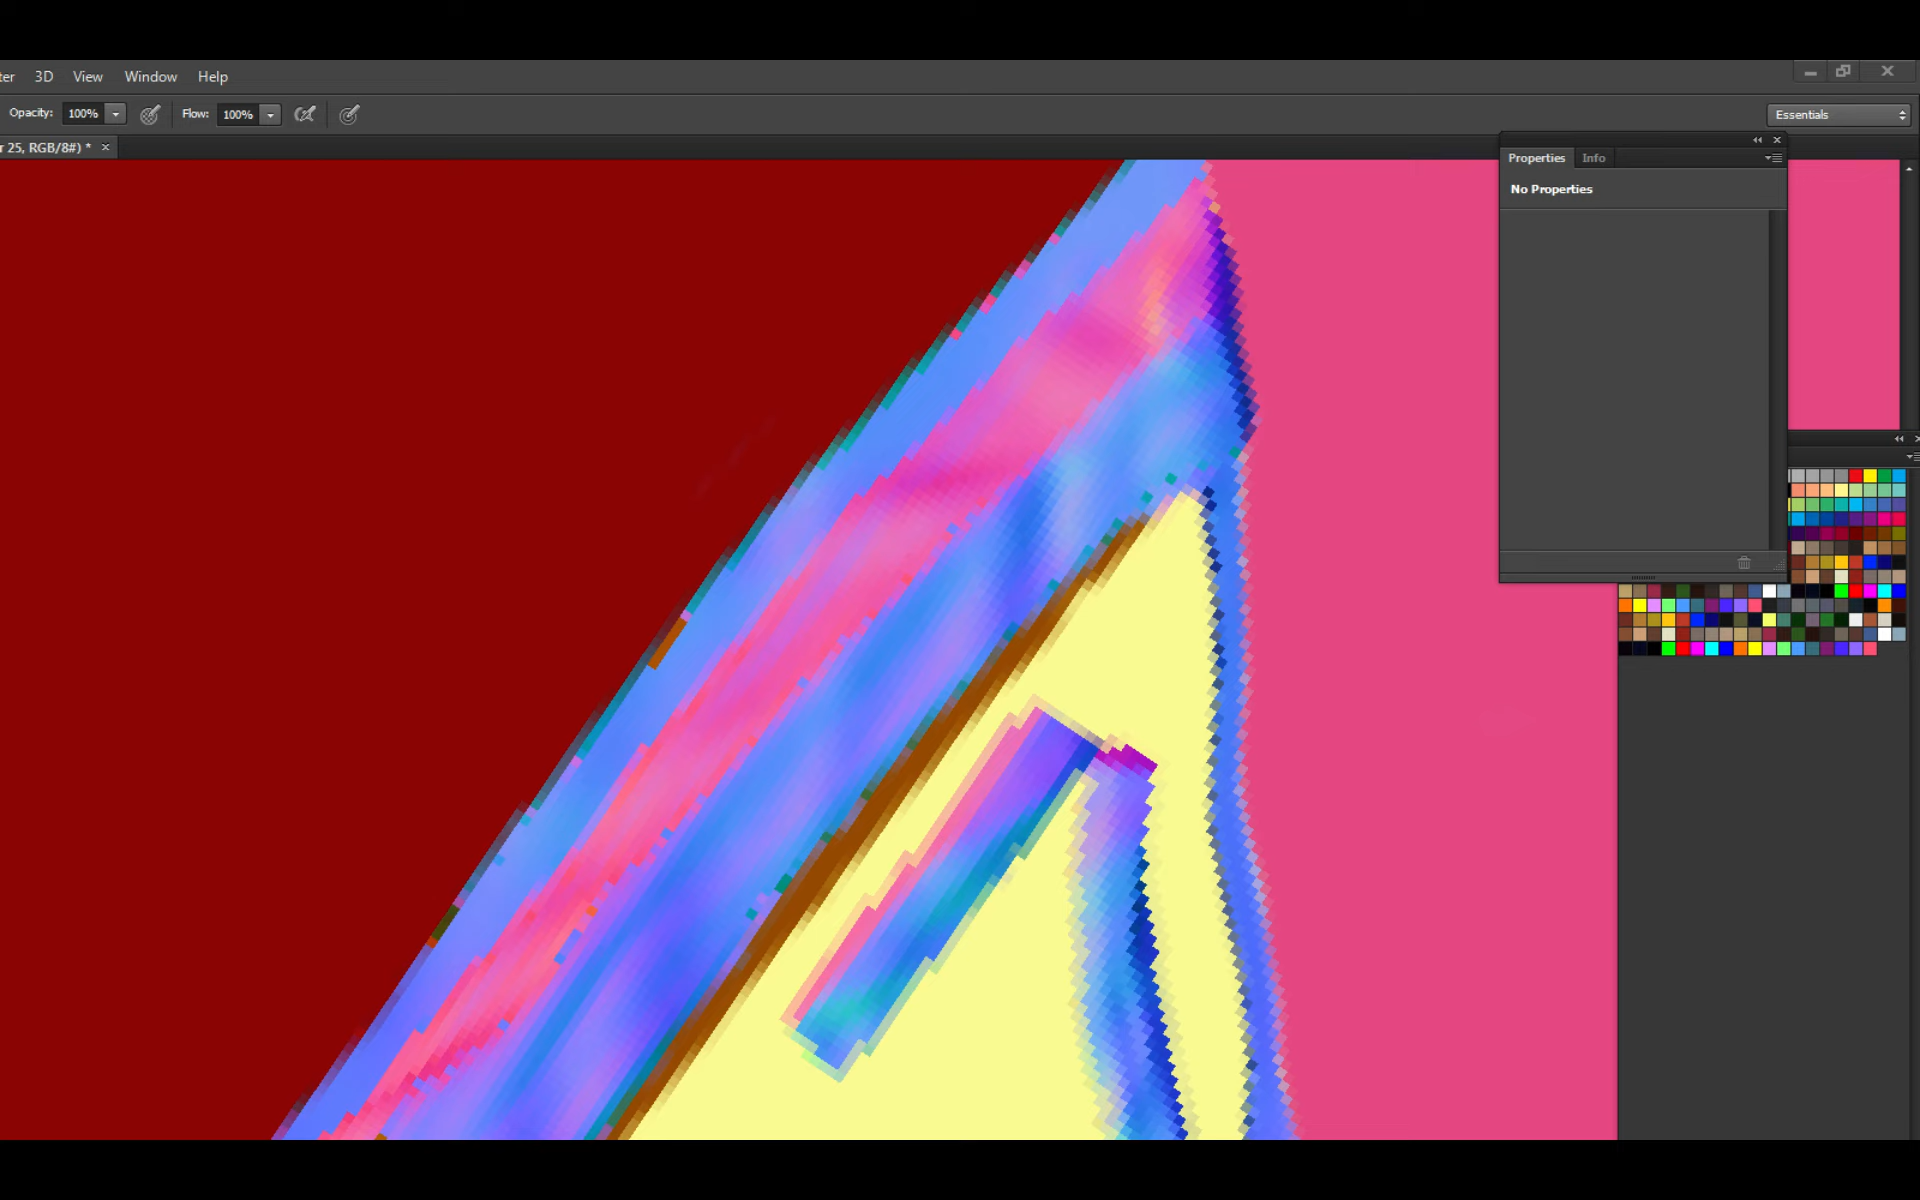 ter 3D View Window Help
Opacity: 100% Flow: 100% Essentials
r 25, RGB/8#) * ×
Properties Info
No Properties